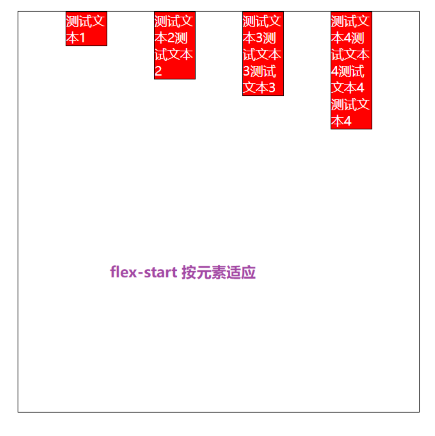 测试文
本1
测试文
本2测
试文本
2
测试文
本3测
试文本
3测试
文本3
测试文
本4测
试文本
4测试
文本4
测试文
本4
flex-start 按元素适应